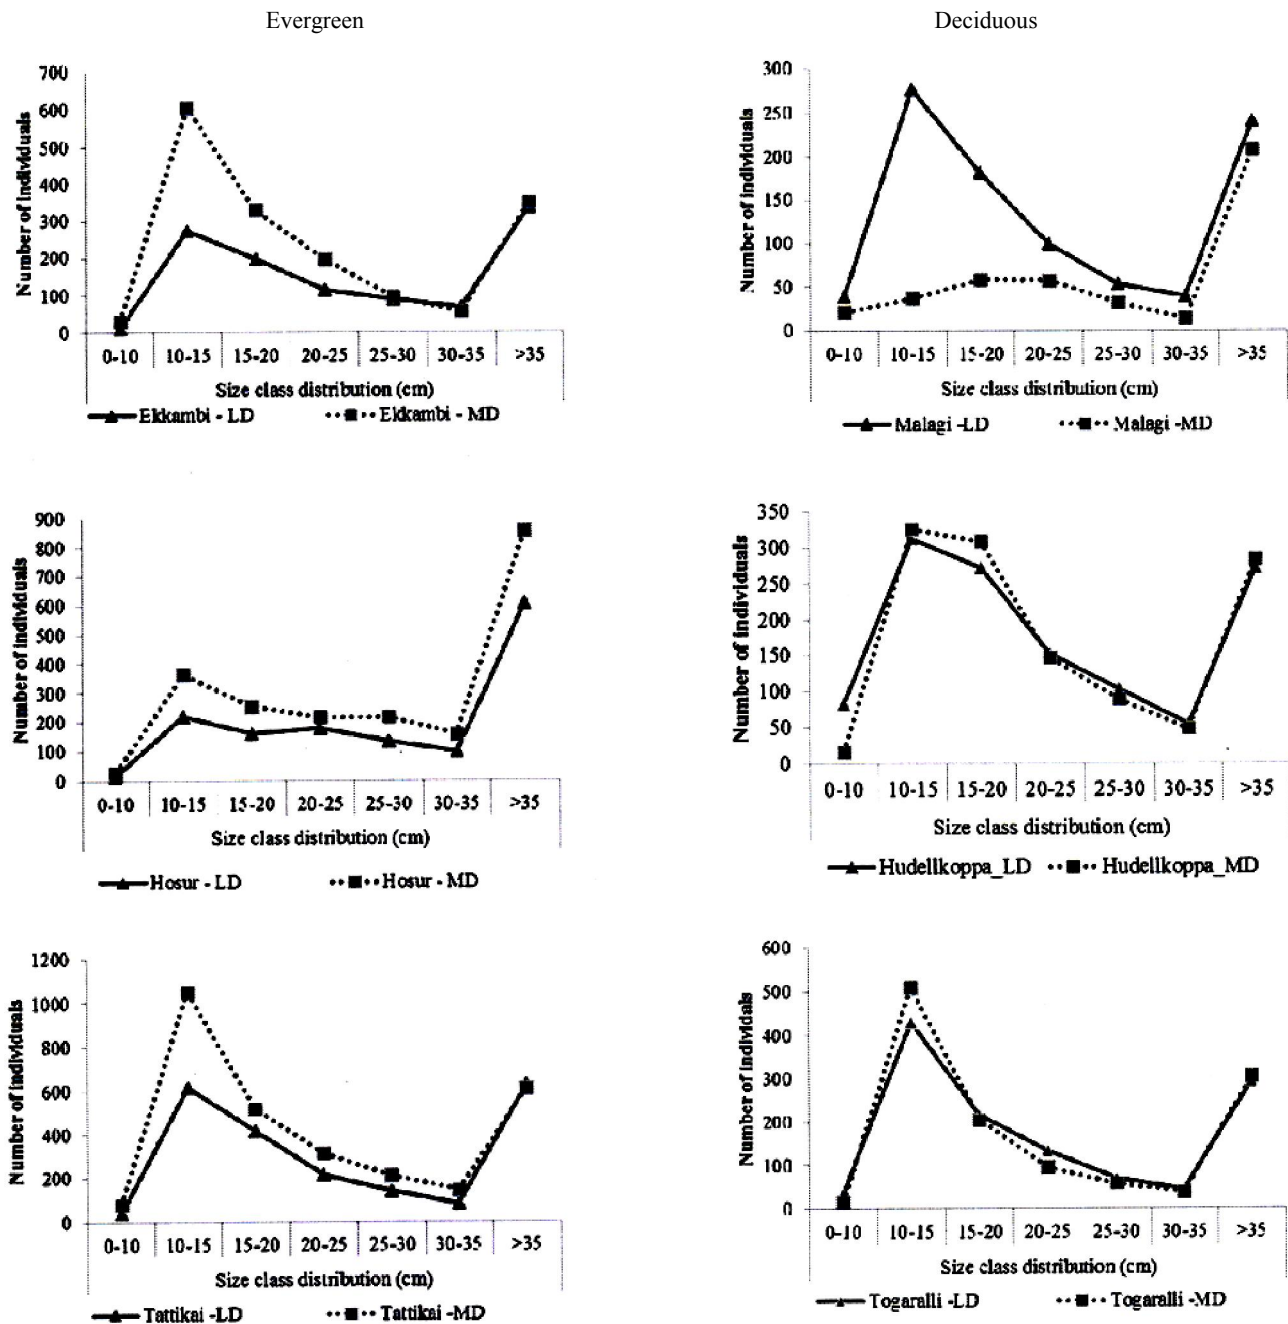 Evergreen
Deciduous
700
600
500
400
300
200
100
0
Number of individuals
0-10 10-15 15-20 20-25 25-30 30-35 >35
Size class distribution (cm)
Ekkambi - LD Ekkambi - MD
300
250
200
150
100
50
0
Number of individuals
0-10 10-15 15-20 20-25 25-30 30-35 >35
Size class distribution (cm)
Malagi -LD Malagi -MD
900
800
700
600
500
400
300
200
100
0
Number of individuals
0-10 10-15 15-20 20-25 25-30 30-35 >35
Size class distribution (cm)
Hosur - LD Hosur - MD
350
300
250
200
150
100
50
0
Number of individuals
0-10 10-15 15-20 20-25 25-30 30-35 >35
Size class distribution (cm)
Hudellkoppa_LD Hudellkoppa_MD
1200
1000
800
600
400
200
0
Number of individuals
0-10 10-15 15-20 20-25 25-30 30-35 >35
Size class distribution (cm)
Tattikai -LD Tattikai -MD
600
500
400
300
200
100
0
Number of individuals
0-10 10-15 15-20 20-25 25-30 30-35 >35
Size class distribution (cm)
Togaralli -LD Togaralli -MD